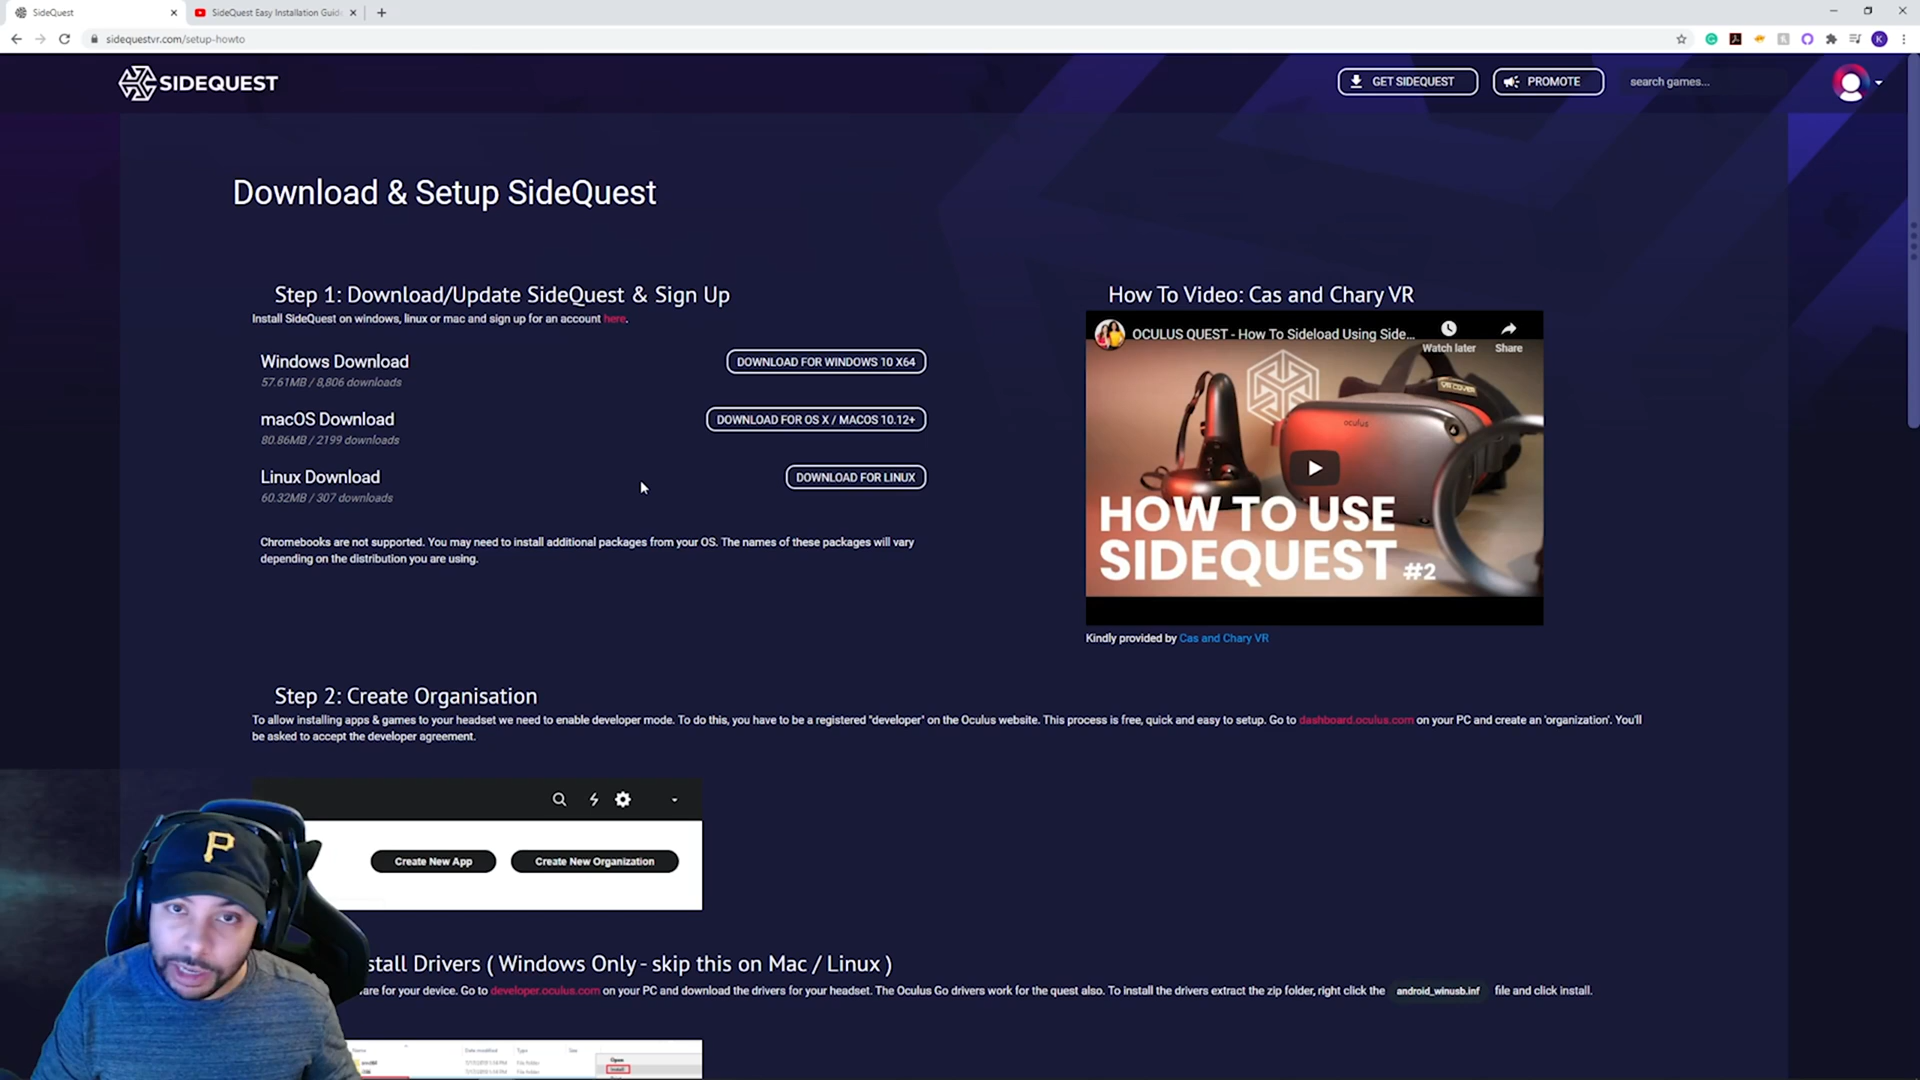 SideQuest
SideQuest Easy Installation Guid
sidequestvr.com/setup-howto
K
SIDEQUEST
GET SIDEQUEST
PROMOTE
search games...
Download & Setup SideQuest
Step 1: Download/Update SideQuest & Sign Up
Install SideQuest on windows, linux or mac and sign up for an account here.
Windows Download
DOWNLOAD FOR WINDOWS 10 X64
57.61MB / 8,806 downloads
macOS Download
DOWNLOAD FOR OS X / MACOS 10.12+
80.86MB / 2199 downloads
Linux Download
DOWNLOAD FOR LINUX
60.32MB / 307 downloads
Chromebooks are not supported. You may need to install additional packages from your OS. The names of these packages will vary
depending on the distribution you are using.
How To Video: Cas and Chary VR
OCULUS QUEST - How To Sideload Using Side...
Watch later
Share
oculus
HOW TO USE
SIDEQUEST #2
Kindly provided by Cas and Chary VR
Step 2: Create Organisation
To allow installing apps & games to your headset we need to enable developer mode. To do this, you have to be a registered "developer" on the Oculus website. This process is free, quick and easy to setup. Go to dashboard.oculus.com on your PC and create an 'organization'. You'll
be asked to accept the developer agreement.
Create New App
Create New Organization
P
stall Drivers ( Windows Only - skip this on Mac / Linux )
are for your device. Go to developer.oculus.com on your PC and download the drivers for your headset. The Oculus Go drivers work for the quest also. To install the drivers extract the zip folder, right click the android_winusb.inf file and click install.
Name
Date modified
Type
Open
Install